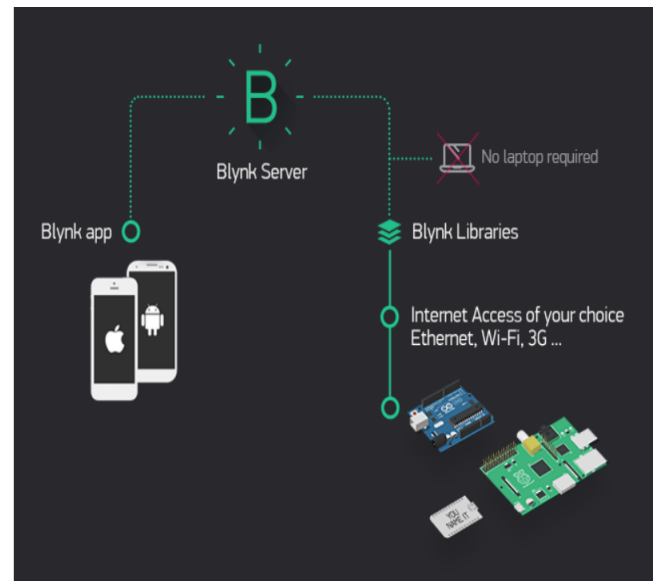 B
Blynk Server
No laptop required
Blynk app
Blynk Libraries
Internet Access of your choice
Ethernet, Wi-Fi, 3G ...
YOU
NAME IT